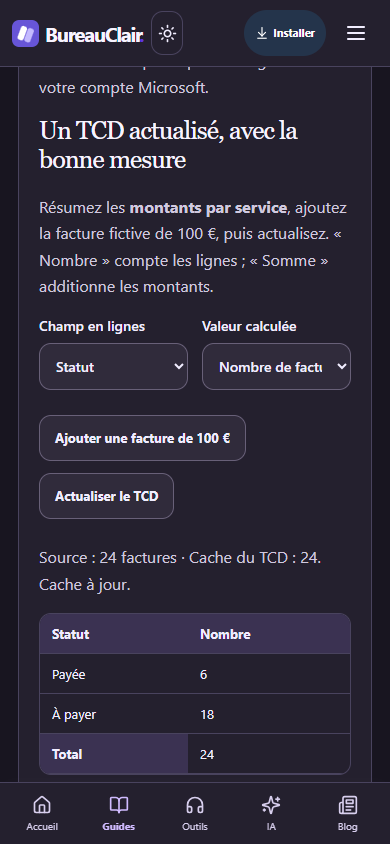 BureauClair
Installer
votre compte Microsoft.
Un TCD actualisé, avec la
bonne mesure
Résumez les montants par service, ajoutez
la facture fictive de 100 €, puis actualisez. «
Nombre » compte les lignes ; « Somme »
additionne les montants.
Champ en lignes
Valeur calculée
Statut
Nombre de factu
Ajouter une facture de 100 €
Actualiser le TCD
Source : 24 factures · Cache du TCD : 24.
Cache à jour.
Statut Nombre
Payée 6
À payer 18
Total 24
Accueil
Guides
Outils
IA
Blog